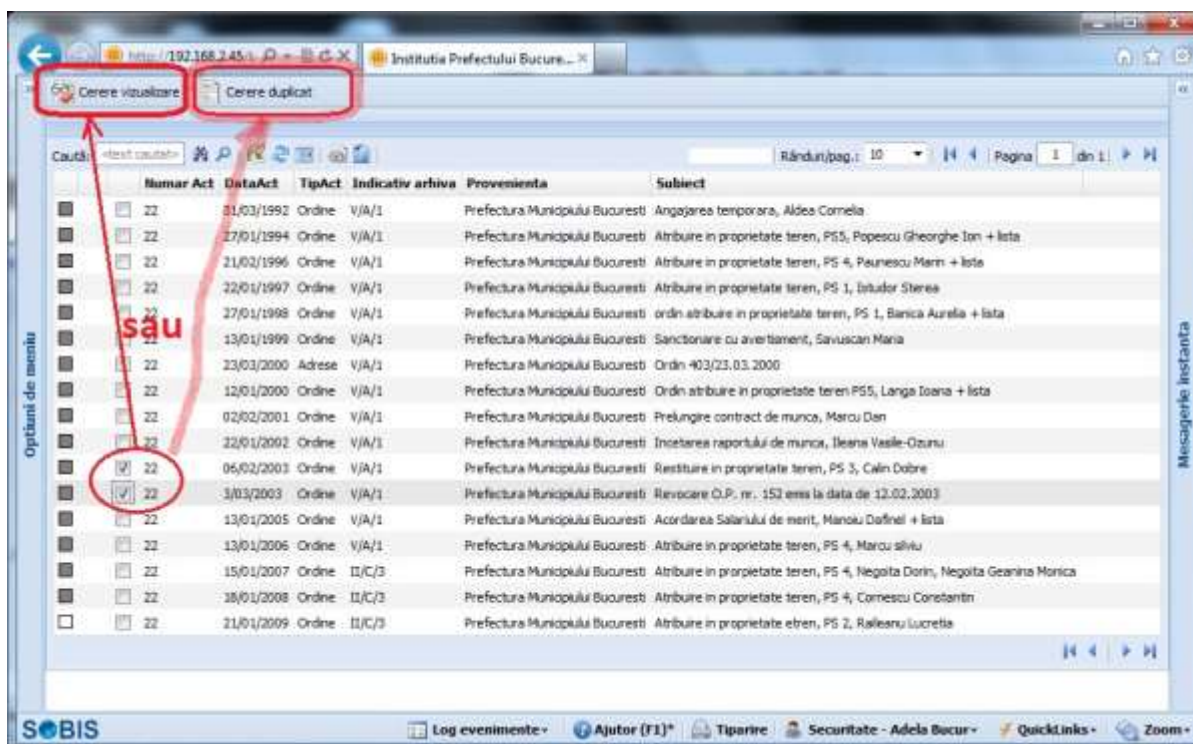 http://192.168.2.45 Institutia Prefectului Bucure...
Cerere vizualizare Cerere duplicat
Caută: <text cautat> Rânduri/pag.: 10 Pagina 1 din 1
Numar Act DataAct TipAct Indicativ arhiva Provenienta Subiect
22 31/03/1992 Ordine V/A/1 Prefectura Municipiului Bucuresti Angajarea temporara, Aldea Cornelia
22 27/01/1994 Ordine V/A/1 Prefectura Municipiului Bucuresti Atribuire in proprietate teren, PS5, Popescu Gheorghe Ion + lista
22 21/02/1996 Ordine V/A/1 Prefectura Municipiului Bucuresti Atribuire in proprietate teren, PS 4, Paunescu Marin + lista
22 22/01/1997 Ordine V/A/1 Prefectura Municipiului Bucuresti Atribuire in proprietate teren, PS 1, Istudor Sterea
22 27/01/1998 Ordine V/A/1 Prefectura Municipiului Bucuresti ordin atribuire in proprietate teren, PS 1, Banica Aurelia + lista
sau
22 13/01/1999 Ordine V/A/1 Prefectura Municipiului Bucuresti Sanctionare cu avertisment, Savuscan Maria
22 23/03/2000 Adrese V/A/1 Prefectura Municipiului Bucuresti Ordin 403/23.03.2000
22 12/01/2000 Ordine V/A/1 Prefectura Municipiului Bucuresti Ordin atribuire in proprietate teren PS5, Langa Ioana + lista
22 02/02/2001 Ordine V/A/1 Prefectura Municipiului Bucuresti Prelungire contract de munca, Marcu Dan
22 22/01/2002 Ordine V/A/1 Prefectura Municipiului Bucuresti Incetarea raportului de munca, Ileana Vasile-Ozunu
22 06/02/2003 Ordine V/A/1 Prefectura Municipiului Bucuresti Restituire in proprietate teren, PS 3, Calin Dobre
22 3/03/2003 Ordine V/A/1 Prefectura Municipiului Bucuresti Revocare O.P. nr. 152 emis la data de 12.02.2003
22 13/01/2005 Ordine V/A/1 Prefectura Municipiului Bucuresti Acordarea Salariului de merit, Manoiu Dafinel + lista
22 13/01/2006 Ordine V/A/1 Prefectura Municipiului Bucuresti Atribuire in proprietate teren, PS 4, Marcu silviu
22 15/01/2007 Ordine II/C/3 Prefectura Municipiului Bucuresti Atribuire in prorpietate teren, PS 4, Negoita Dorin, Negoita Geanina Monica
22 18/01/2008 Ordine II/C/3 Prefectura Municipiului Bucuresti Atribuire in proprietate teren, PS 4, Cornescu Constantin
22 21/01/2009 Ordine II/C/3 Prefectura Municipiului Bucuresti Atribuire in proprietate etren, PS 2, Raileanu Lucretia
Optiuni de meniu
Mesagerie instanta
SOBIS Log evenimente Ajutor (F1)* Tiparire Securitate - Adela Bucur QuickLinks Zoom